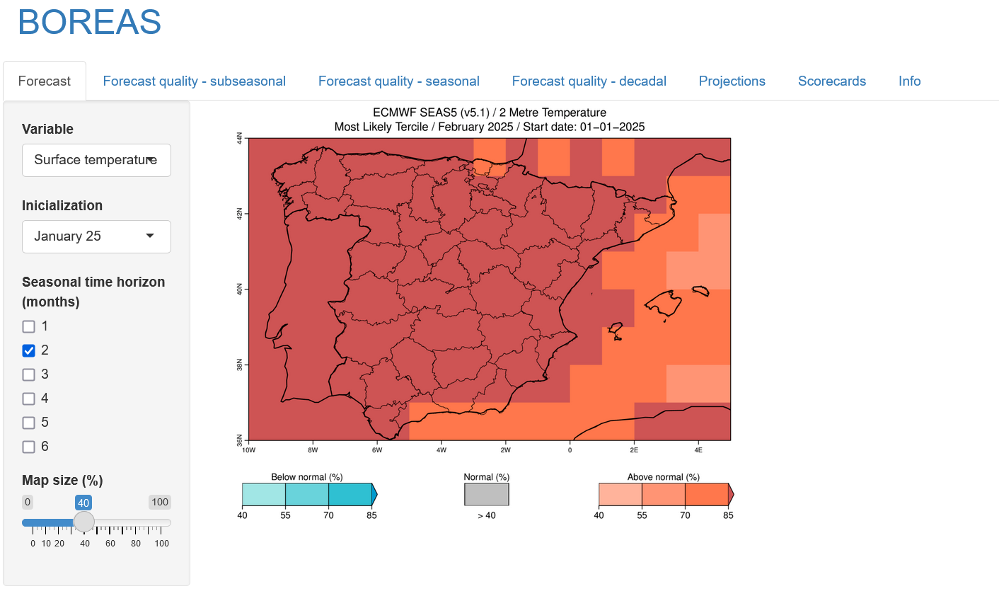 BOREAS
Forecast
Forecast quality - subseasonal
Forecast quality - seasonal
Forecast quality - decadal
Projections
Scorecards
Info
Variable
Surface temperature
Inicialization
January 25
Seasonal time horizon
(months)
1
2
3
4
5
6
Map size (%)
0
40
100
0 10 20 40 60 80 100
ECMWF SEAS5 (v5.1) / 2 Metre Temperature
Most Likely Tercile / February 2025 / Start date: 01−01−2025
44N
42N
40N
38N
36N
10W 8W 6W 4W 2W 0 2E 4E
Below normal (%)
40 55 70 85
Normal (%)
> 40
Above normal (%)
40 55 70 85